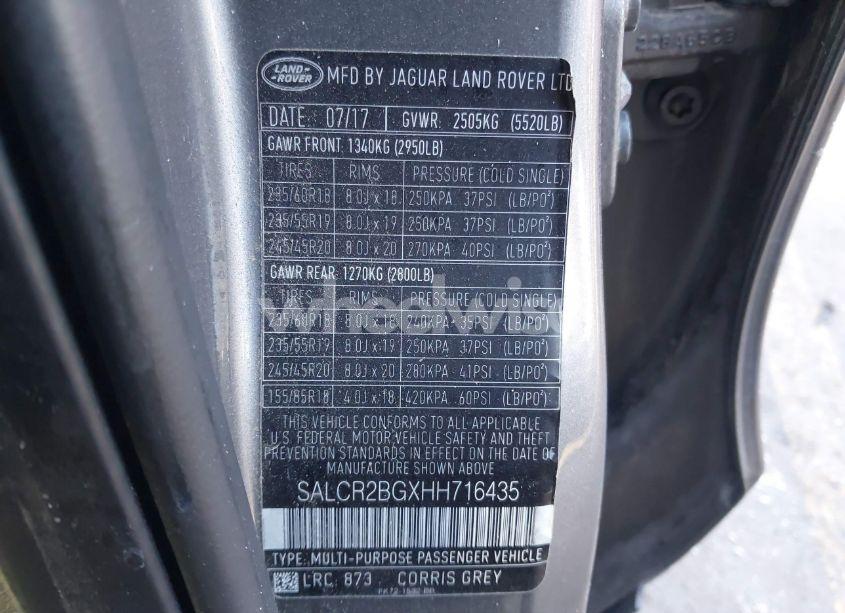 LAND-ROVER
MFD BY JAGUAR LAND ROVER LTD
DATE: 07/17 GVWR: 2505KG (5520LB)
GAWR FRONT: 1340KG (2950LB)
TIRES RIMS PRESSURE (COLD SINGLE)
235/60R18 8.0J x 18 250KPA 37PSI (LB/PO²)
235/55R19 8.0J x 19 250KPA 37PSI (LB/PO²)
245/45R20 8.0J x 20 270KPA 40PSI (LB/PO²)
GAWR REAR: 1270KG (2800LB)
TIRES RIMS PRESSURE (COLD SINGLE)
235/60R18 8.0J x 18 240KPA 35PSI (LB/PO²)
235/55R19 8.0J x 19 250KPA 37PSI (LB/PO²)
245/45R20 8.0J x 20 280KPA 41PSI (LB/PO²)
155/85R18 4.0J x 18 420KPA 60PSI (LB/PO²)
THIS VEHICLE CONFORMS TO ALL APPLICABLE
U.S. FEDERAL MOTOR VEHICLE SAFETY AND THEFT
PREVENTION STANDARDS IN EFFECT ON THE DATE OF
MANUFACTURE SHOWN ABOVE
SALCR2BGXHH716435
TYPE: MULTI-PURPOSE PASSENGER VEHICLE
LRC: 873 CORRIS GREY